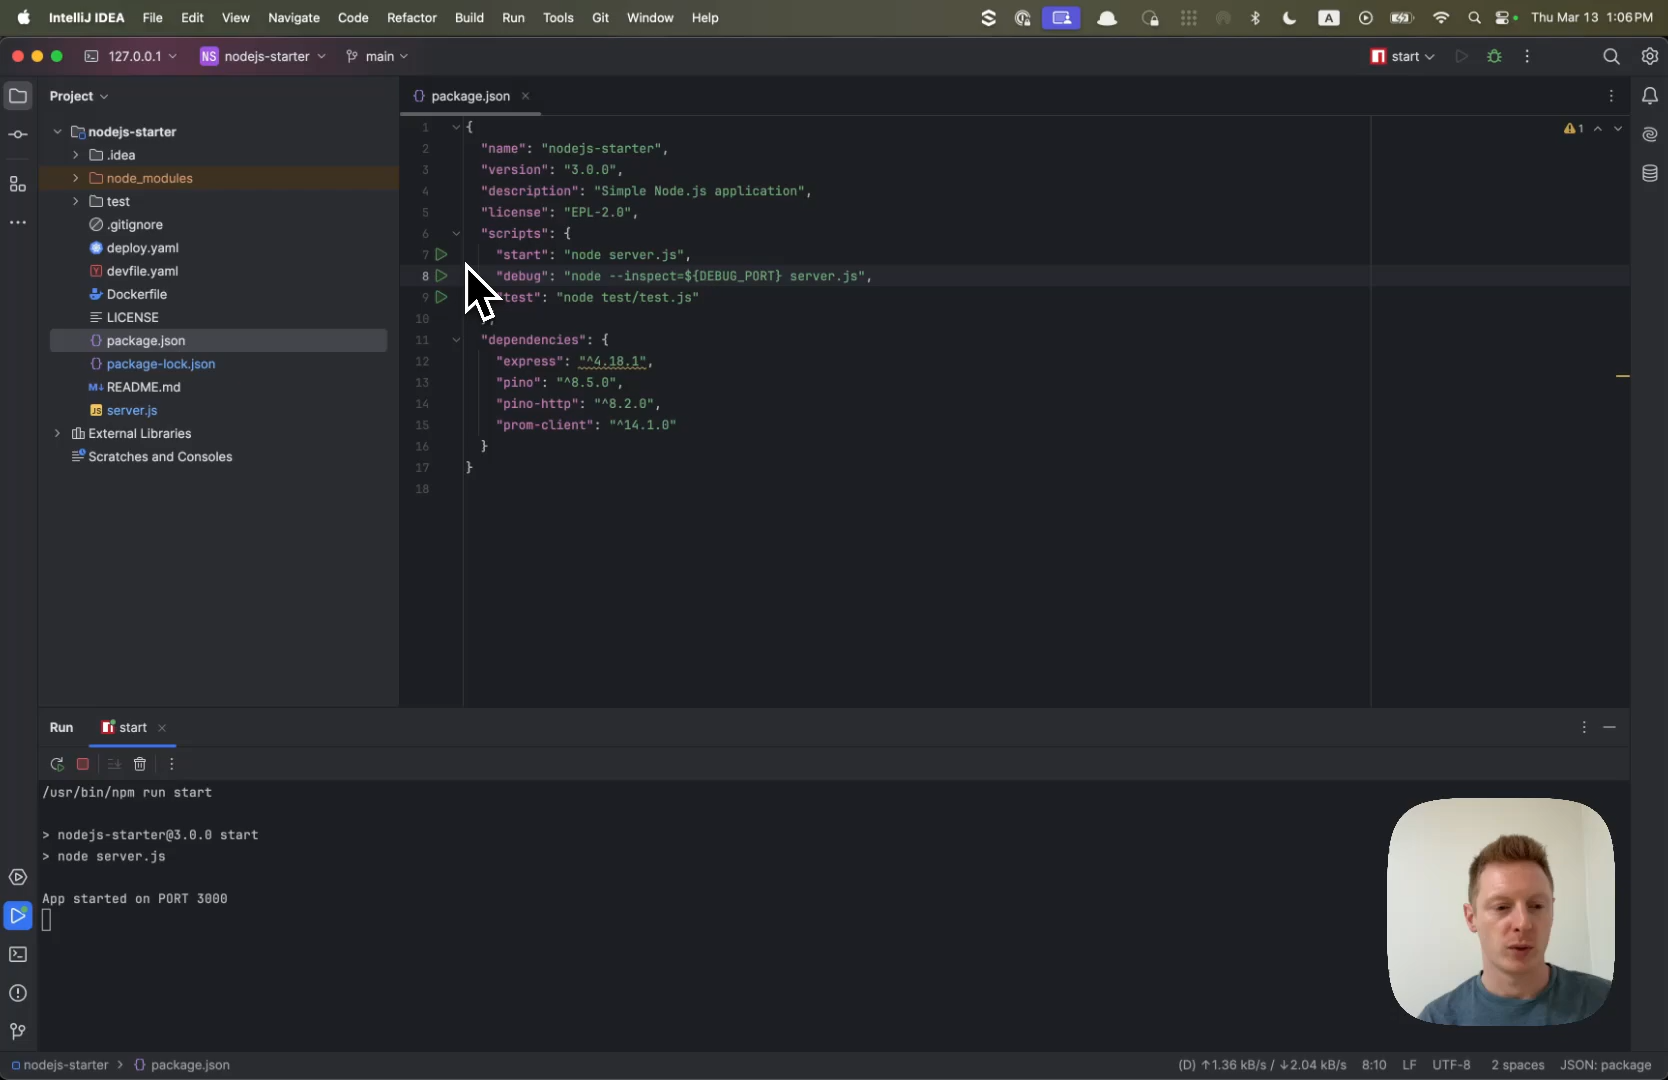 IntelliJ IDEA File Edit View Navigate Code Refactor Build Run Tools Git Window Help A Thu Mar 13 1:06 PM
127.0.0.1 NS nodejs-starter main start
Project
nodejs-starter
.idea
node_modules
test
.gitignore
deploy.yaml
devfile.yaml
Dockerfile
LICENSE
package.json
package-lock.json
README.md
server.js
External Libraries
Scratches and Consoles
package.json
1 {
2 "name": "nodejs-starter",
3 "version": "3.0.0",
4 "description": "Simple Node.js application",
5 "license": "EPL-2.0",
6 "scripts": {
7 "start": "node server.js",
8 "debug": "node --inspect=${DEBUG_PORT} server.js",
9 "test": "node test/test.js"
10 },
11 "dependencies": {
12 "express": "^4.18.1",
13 "pino": "^8.5.0",
14 "pino-http": "^8.2.0",
15 "prom-client": "^14.1.0"
16 }
17 }
18
1
Run start
/usr/bin/npm run start
> nodejs-starter@3.0.0 start
> node server.js
App started on PORT 3000
nodejs-starter > package.json (D) ↑1.36 kB/s / ↓2.04 kB/s 8:10 LF UTF-8 2 spaces JSON: package